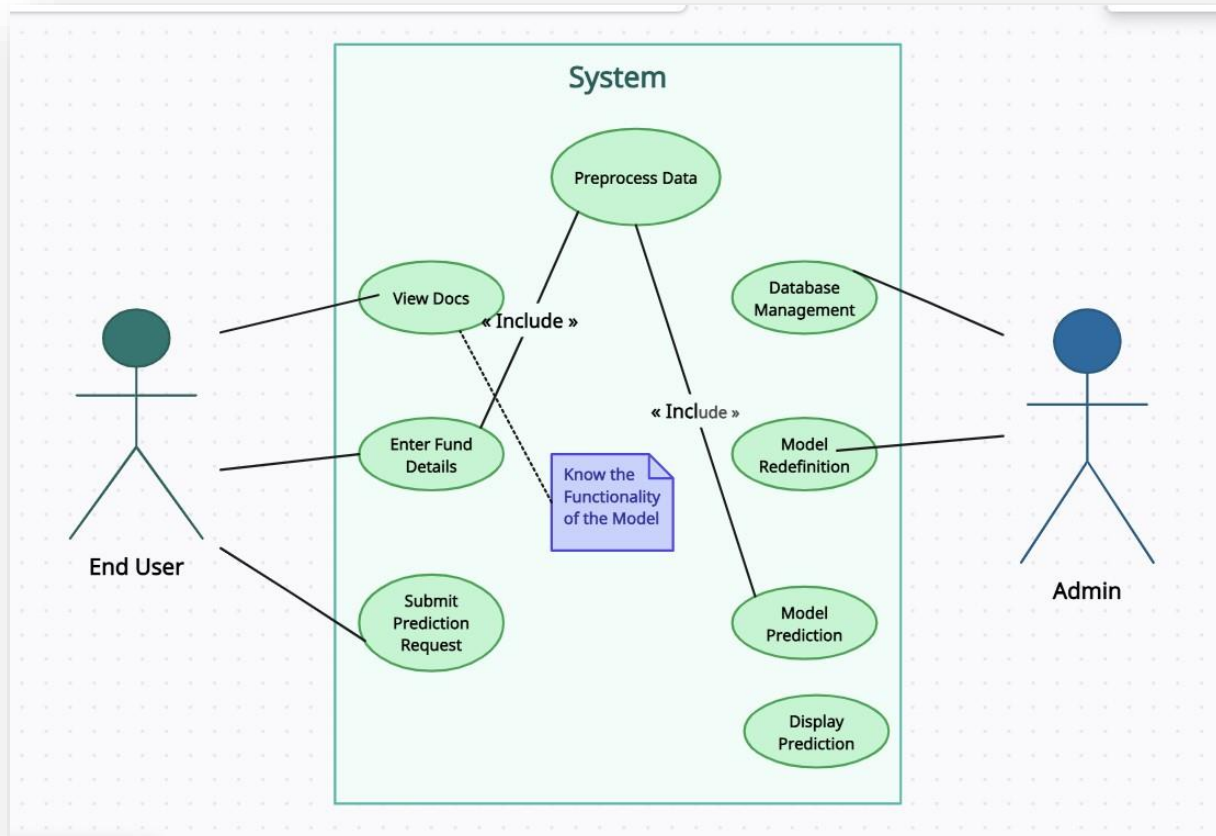 System
Preprocess Data
View Docs
« Include »
Database
Management
« Include »
Enter Fund
Details
Know the
Functionality
of the Model
Model
Redefinition
End User
Admin
Submit
Prediction
Request
Model
Prediction
Display
Prediction